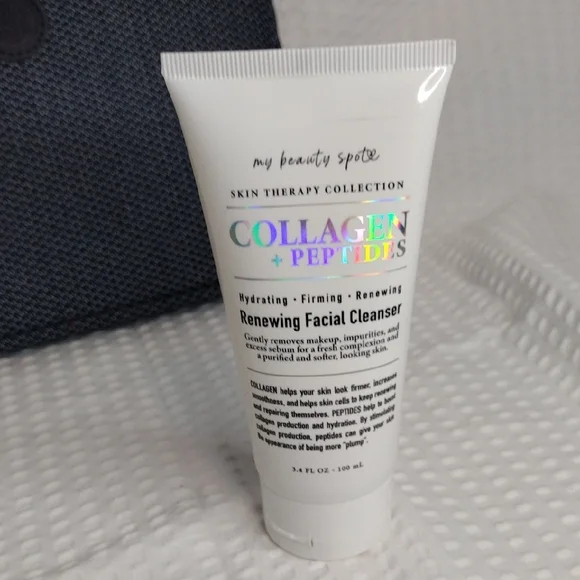 my beauty spot
SKIN THERAPY COLLECTION
COLLAGEN
+ PEPTIDES
Hydrating • Firming • Renewing
Renewing Facial Cleanser
Gently removes makeup, impurities, and
excess sebum for a fresh complexion and
a purified and softer, looking skin.
COLLAGEN helps your skin look firmer, increases
smoothness, and helps skin cells to keep renewing
and repairing themselves. PEPTIDES help to boost
collagen production and hydration. By stimulating
collagen production, peptides can give your skin
the appearance of being more "plump".
3.4 FL OZ - 100 mL